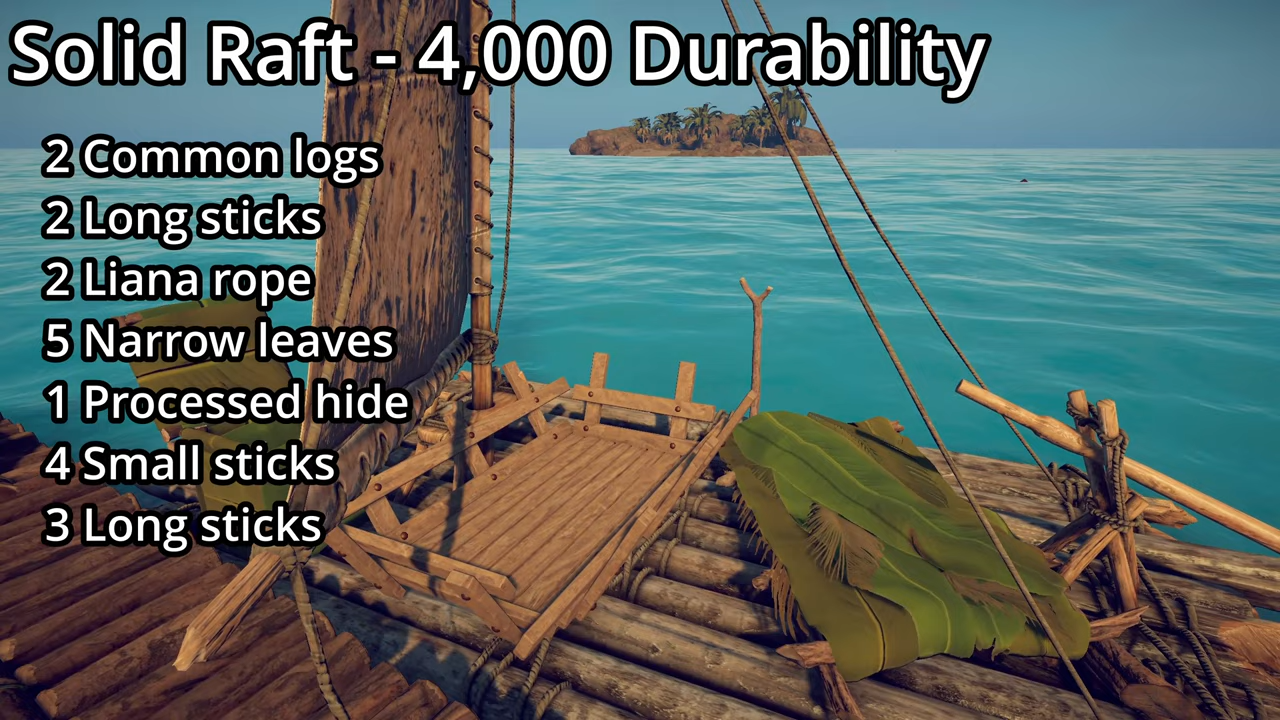 Solid Raft - 4,000 Durability
2 Common logs
2 Long sticks
2 Liana rope
5 Narrow leaves
1 Processed hide
4 Small sticks
3 Long sticks